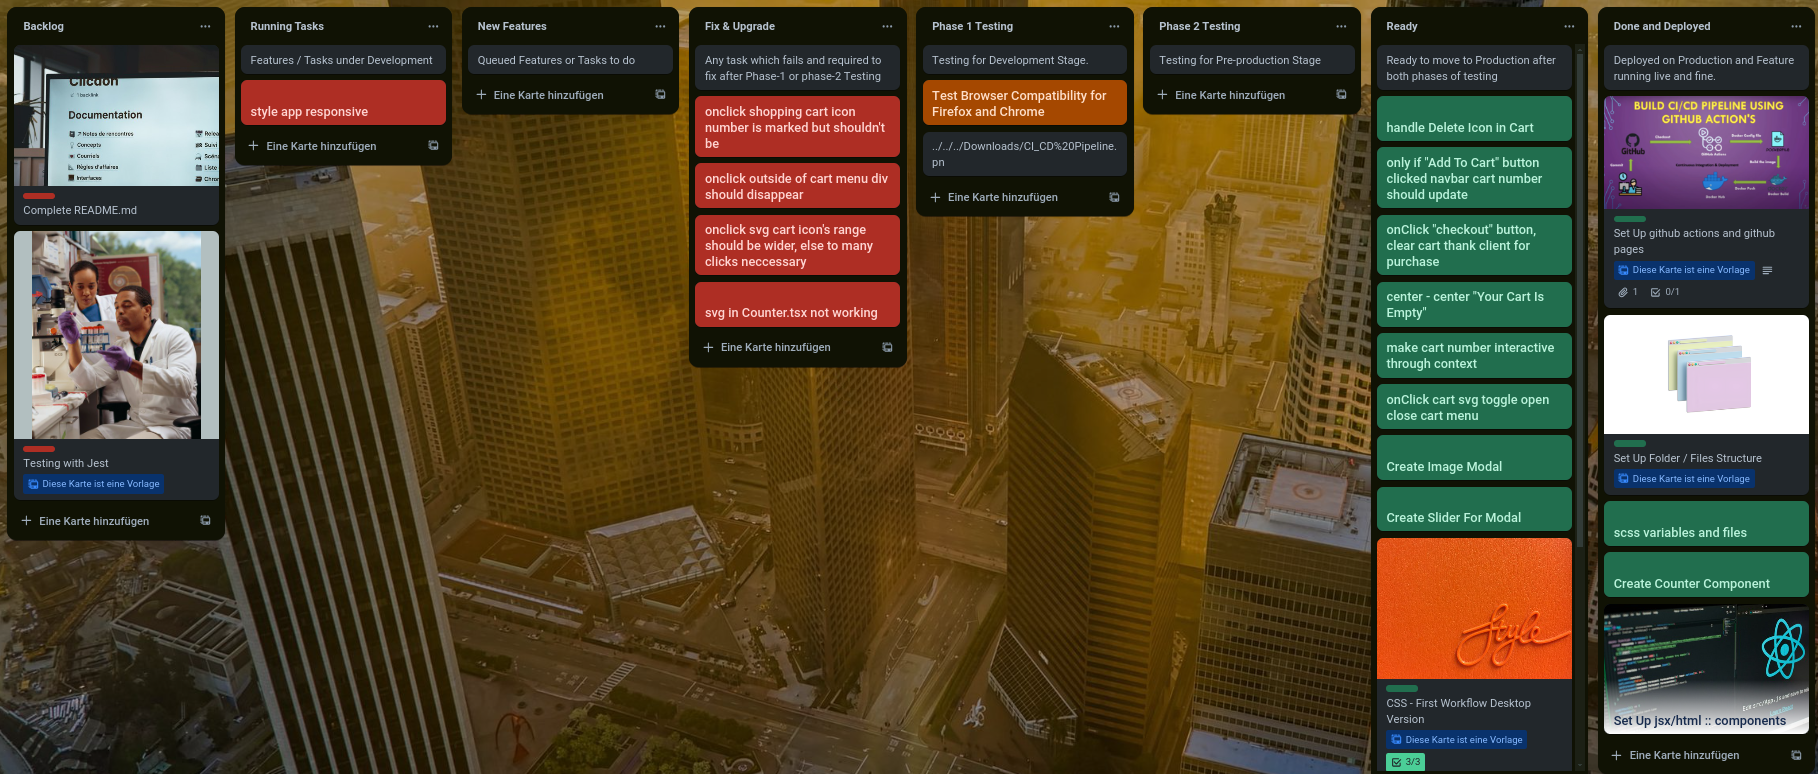 Backlog
Clicdon
1 backlink
Documentation
Notes de rencontres
Concepts
Courriels
Règles d'affaires
Interfaces
Complete README.md
Testing with Jest
Diese Karte ist eine Vorlage
Eine Karte hinzufügen
Running Tasks
Features / Tasks under Development
style app responsive
Eine Karte hinzufügen
New Features
Queued Features or Tasks to do
Eine Karte hinzufügen
Fix & Upgrade
Any task which fails and required to
fix after Phase-1 or phase-2 Testing
onclick shopping cart icon
number is marked but shouldn't
be
onclick outside of cart menu div
should disappear
onclick svg cart icon's range
should be wider, else to many
clicks neccessary
svg in Counter.tsx not working
Eine Karte hinzufügen
Phase 1 Testing
Testing for Development Stage.
Test Browser Compatibility for
Firefox and Chrome
../../../Downloads/CI_CD%20Pipeline.
pn
Eine Karte hinzufügen
Phase 2 Testing
Testing for Pre-production Stage
Eine Karte hinzufügen
Ready
Ready to move to Production after
both phases of testing
handle Delete Icon in Cart
only if "Add To Cart" button
clicked navbar cart number
should update
onClick "checkout" button,
clear cart thank client for
purchase
center - center "Your Cart Is
Empty"
make cart number interactive
through context
onClick cart svg toggle open
close cart menu
Create Image Modal
Create Slider For Modal
Style
CSS - First Workflow Desktop
Version
Diese Karte ist eine Vorlage
3/3
Done and Deployed
Deployed on Production and Feature
running live and fine.
BUILD CI/CD PIPELINE USING
GITHUB ACTION'S
GitHub
Set Up github actions and github
pages
Diese Karte ist eine Vorlage
1
0/1
Set Up Folder / Files Structure
Diese Karte ist eine Vorlage
scss variables and files
Create Counter Component
Set Up jsx/html :: components
Eine Karte hinzufügen